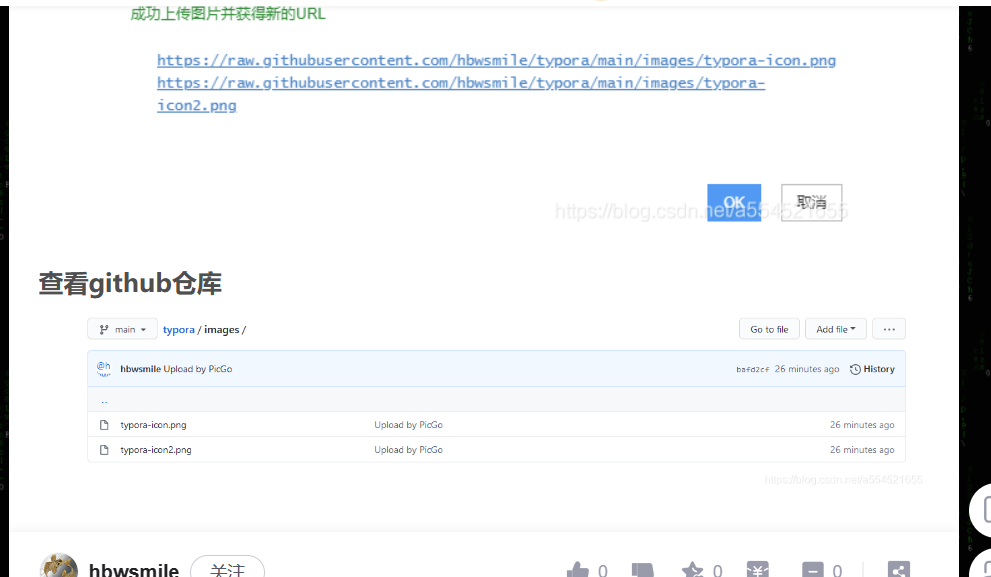 成功上传图片并获得新的URL
https://raw.githubusercontent.com/hbwsmile/typora/main/images/typora-icon.png
https://raw.githubusercontent.com/hbwsmile/typora/main/images/typora-
icon2.png
OK 取消
https://blog.csdn.net/a554521655
查看github仓库
main typora / images /
Go to file Add file ...
@h hbwsmile Upload by PicGo
bafd2cf 26 minutes ago History
..
typora-icon.png Upload by PicGo 26 minutes ago
typora-icon2.png Upload by PicGo 26 minutes ago
https://blog.csdn.net/a554521655
hbwsmile 关注 0 0 0